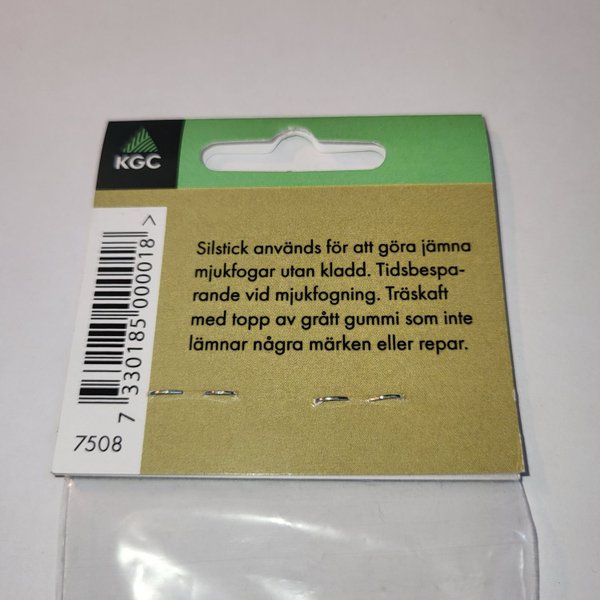 KGC
Silstick används för att göra jämna
mjukfogar utan kladd. Tidsbespa-
rande vid mjukfogning. Träskaft
med topp av grått gummi som inte
lämnar några märken eller repar.
7 330185 000018 >
7508